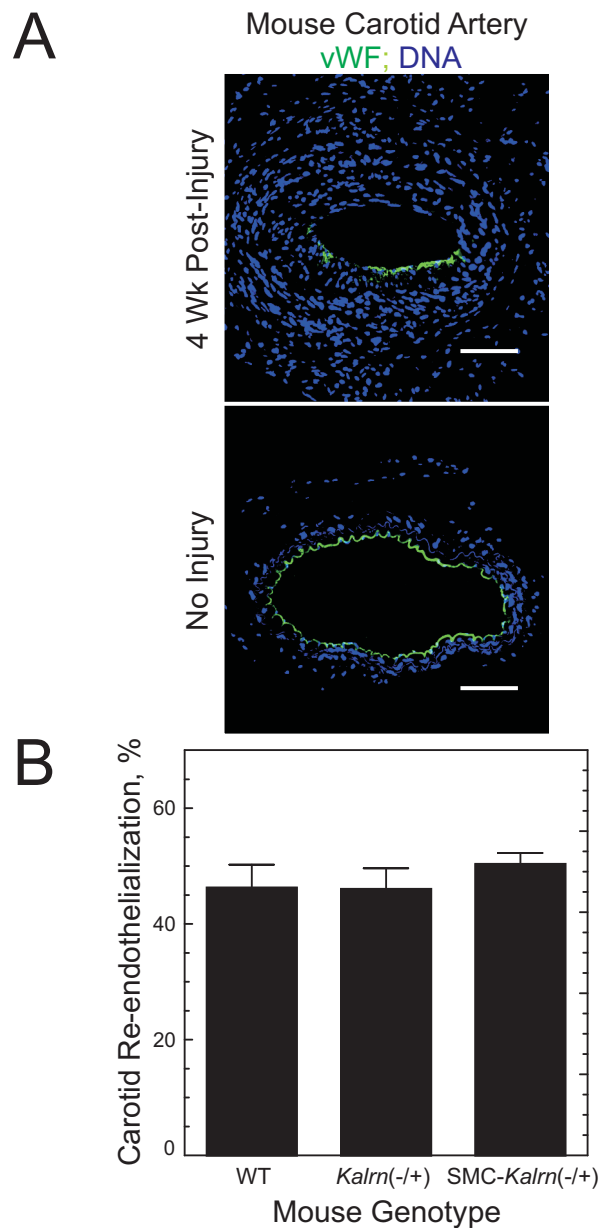 A
Mouse Carotid Artery
vWF; DNA
4 Wk Post-Injury
No Injury
B
Carotid Re-endothelialization, %
60
40
20
0
WT
Kalrn(-/+)
SMC-Kalrn(-/+)
Mouse Genotype